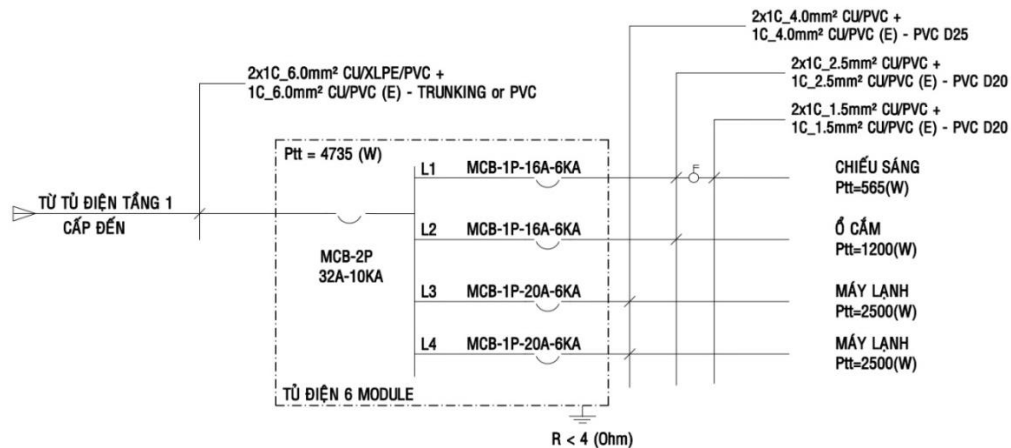 2x1C_4.0mm² CU/PVC +
1C_4.0mm² CU/PVC (E) - PVC D25
2x1C_2.5mm² CU/PVC +
1C_2.5mm² CU/PVC (E) - PVC D20
2x1C_1.5mm² CU/PVC +
1C_1.5mm² CU/PVC (E) - PVC D20
2x1C_6.0mm² CU/XLPE/PVC +
1C_6.0mm² CU/PVC (E) - TRUNKING or PVC
Ptt = 4735 (W)
TỪ TỦ ĐIỆN TẦNG 1
CẤP ĐẾN
MCB-2P
32A-10KA
L1 MCB-1P-16A-6KA
F
CHIẾU SÁNG
Ptt=565(W)
L2 MCB-1P-16A-6KA
Ổ CẮM
Ptt=1200(W)
L3 MCB-1P-20A-6KA
MÁY LẠNH
Ptt=2500(W)
L4 MCB-1P-20A-6KA
MÁY LẠNH
Ptt=2500(W)
TỦ ĐIỆN 6 MODULE
R < 4 (Ohm)